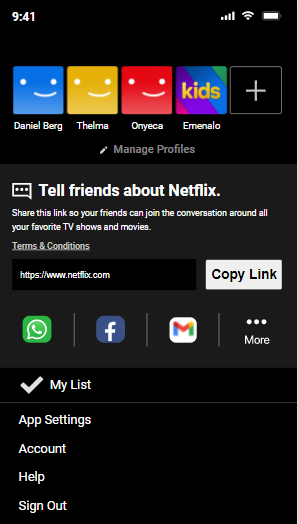 9:41
kids
Daniel Berg Thelma Onyeca Emenalo
Manage Profiles
Tell friends about Netflix.
Share this link so your friends can join the conversation around all
your favorite TV shows and movies.
Terms & Conditions
https://www.netflix.com Copy Link
More
My List
App Settings
Account
Help
Sign Out